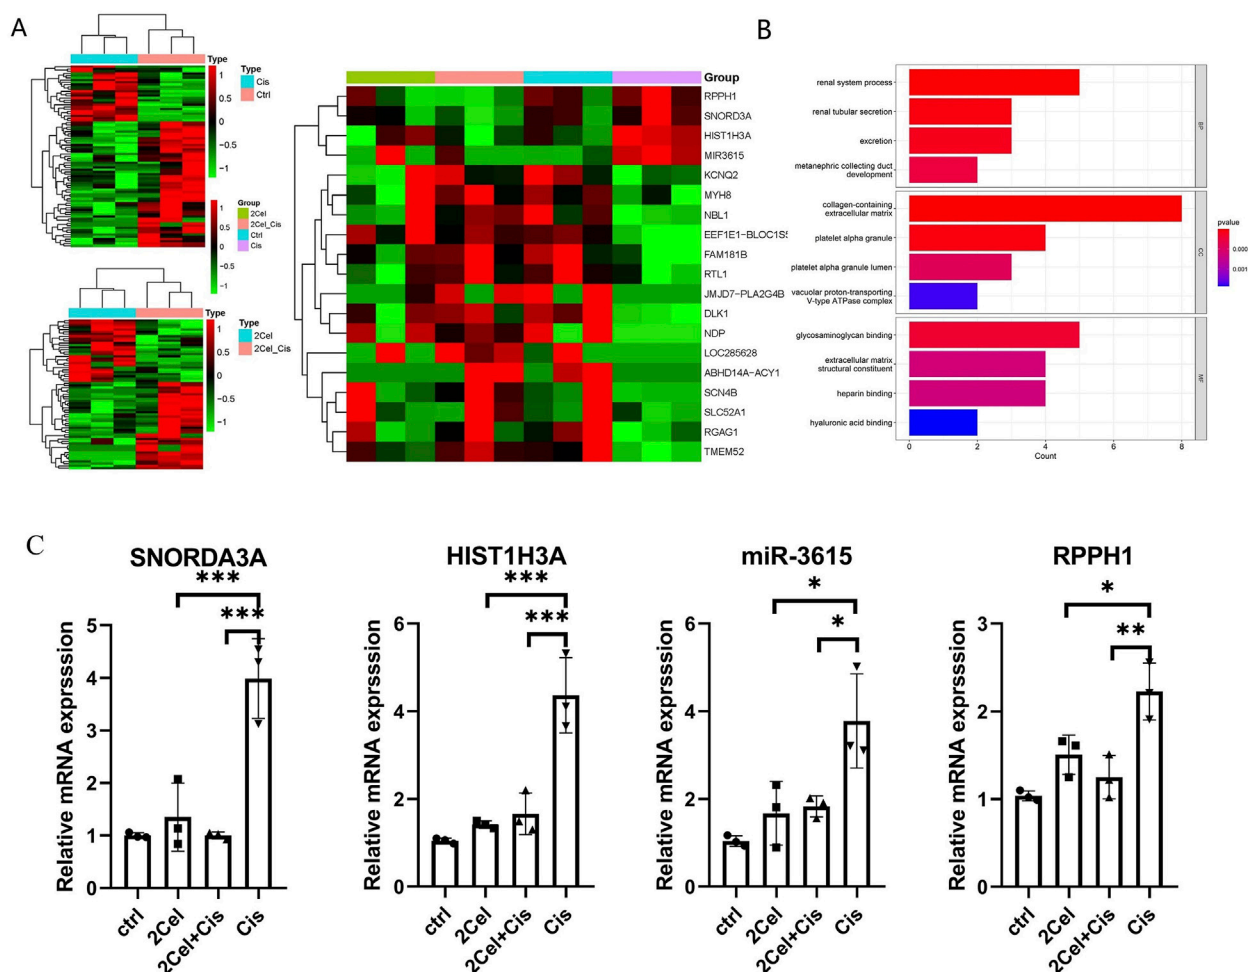 A
Type
1
0.5
0
−0.5
−1
Type
Cis
Ctrl
1
0.5
0
−0.5
−1
Group
2Cel
2Cel_Cis
Ctrl
Cis
1
0.5
0
−0.5
−1
Type
Type
2Cel
2Cel_Cis
Group
RPPH1
SNORD3A
HIST1H3A
MIR3615
KCNQ2
MYH8
NBL1
EEF1E1−BLOC1S5
FAM181B
RTL1
JMJD7−PLA2G4B
DLK1
NDP
LOC285628
ABHD14A−ACY1
SCN4B
SLC52A1
RGAG1
TMEM52
B
renal system process
renal tubular secretion
excretion
metanephric collecting duct
development
BP
collagen-containing
extracellular matrix
platelet alpha granule
platelet alpha granule lumen
vacuolar proton-transporting
V-type ATPase complex
CC
glycosaminoglycan binding
extracellular matrix
structural constituent
heparin binding
hyaluronic acid binding
MF
0 2 4 6 8
Count
pvalue
0.000
0.001
C
SNORDA3A
***
***
Relative mRNA exprsssion
5
4
3
2
1
0
ctrl
2Cel
2Cel+Cis
Cis
HIST1H3A
***
***
Relative mRNA exprsssion
6
4
2
0
ctrl
2Cel
2Cel+Cis
Cis
miR-3615
*
*
Relative mRNA exprsssion
6
4
2
0
ctrl
2Cel
2Cel+Cis
Cis
RPPH1
*
**
Relative mRNA exprsssion
3
2
1
0
ctrl
2Cel
2Cel+Cis
Cis